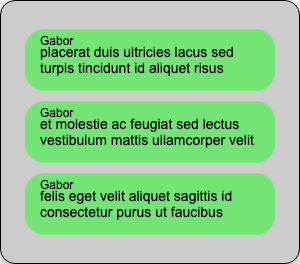 Gabor
placerat duis ultricies lacus sed
turpis tincidunt id aliquet risus
Gabor
et molestie ac feugiat sed lectus
vestibulum mattis ullamcorper velit
Gabor
felis eget velit aliquet sagittis id
consectetur purus ut faucibus